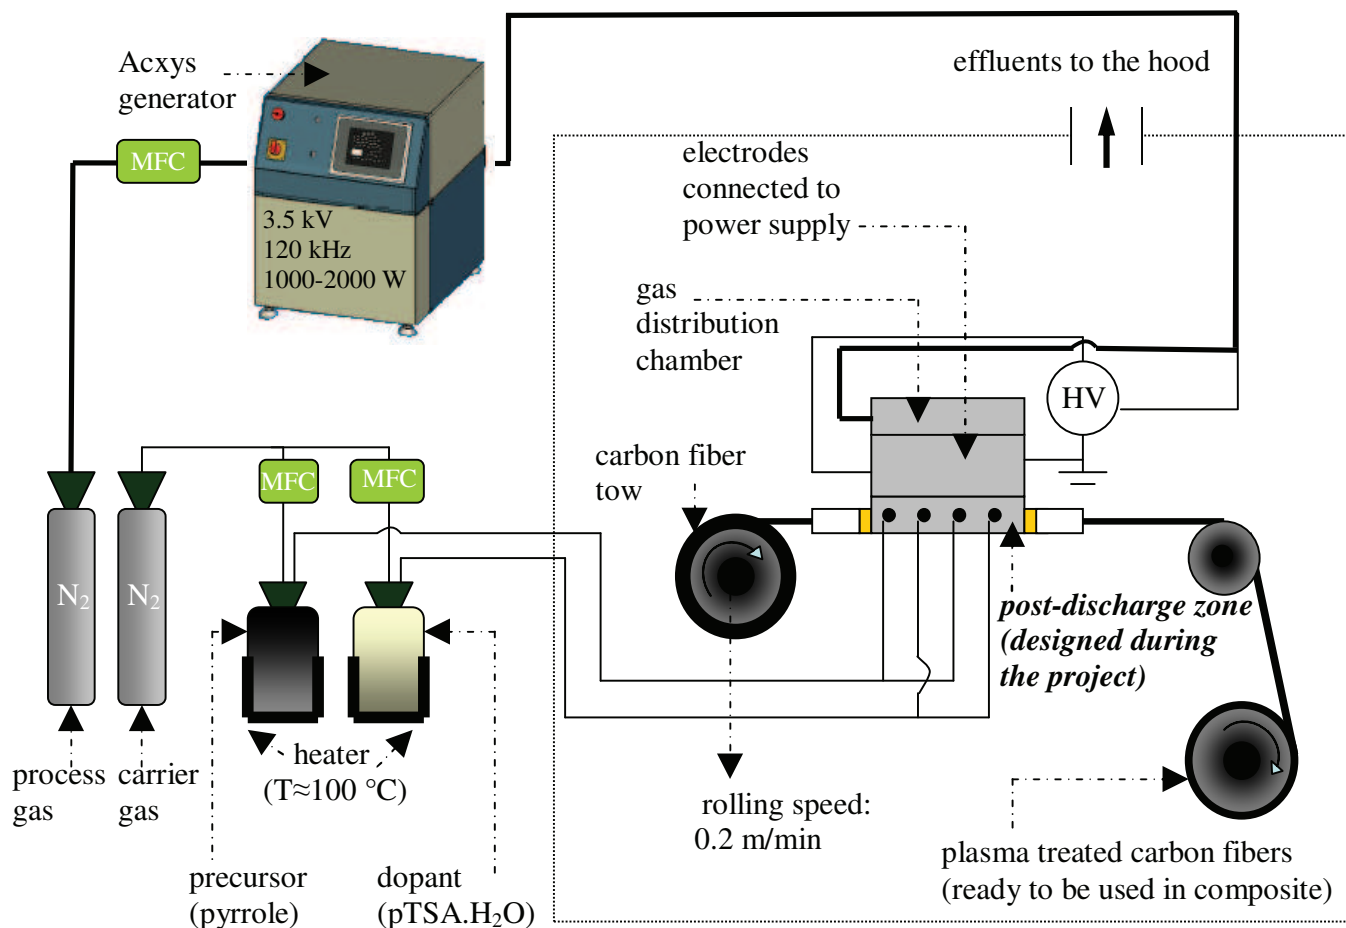 Acxys
generator
effluents to the hood
MFC
3.5 kV
120 kHz
1000-2000 W
electrodes
connected to
power supply
gas
distribution
chamber
HV
carbon fiber
tow
MFC
MFC
N2
N2
post-discharge zone
(designed during
the project)
process
gas
carrier
gas
heater
(T≈100 °C)
rolling speed:
0.2 m/min
precursor
(pyrrole)
dopant
(pTSA.H2O)
plasma treated carbon fibers
(ready to be used in composite)